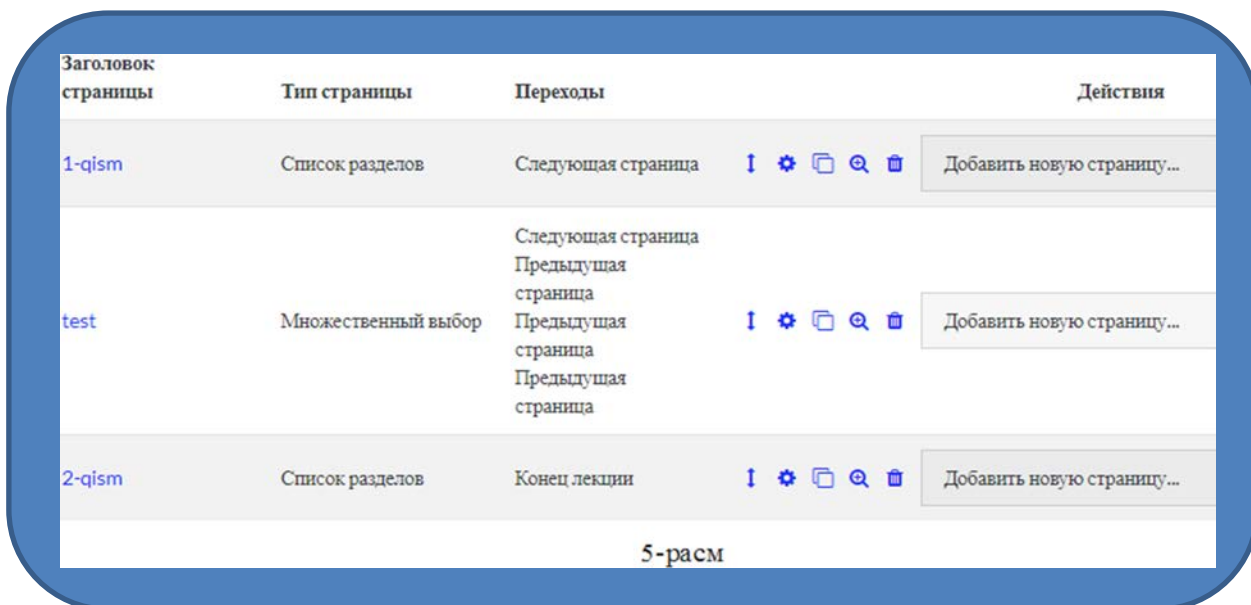 Заголовок
страницы
Тип страницы
Переходы
Действия
1-qism
Список разделов
Следующая страница
Добавить новую страницу...
test
Множественный выбор
Следующая страница
Предыдущая
страница
Предыдущая
страница
Предыдущая
страница
Добавить новую страницу...
2-qism
Список разделов
Конец лекции
Добавить новую страницу...
5-расм